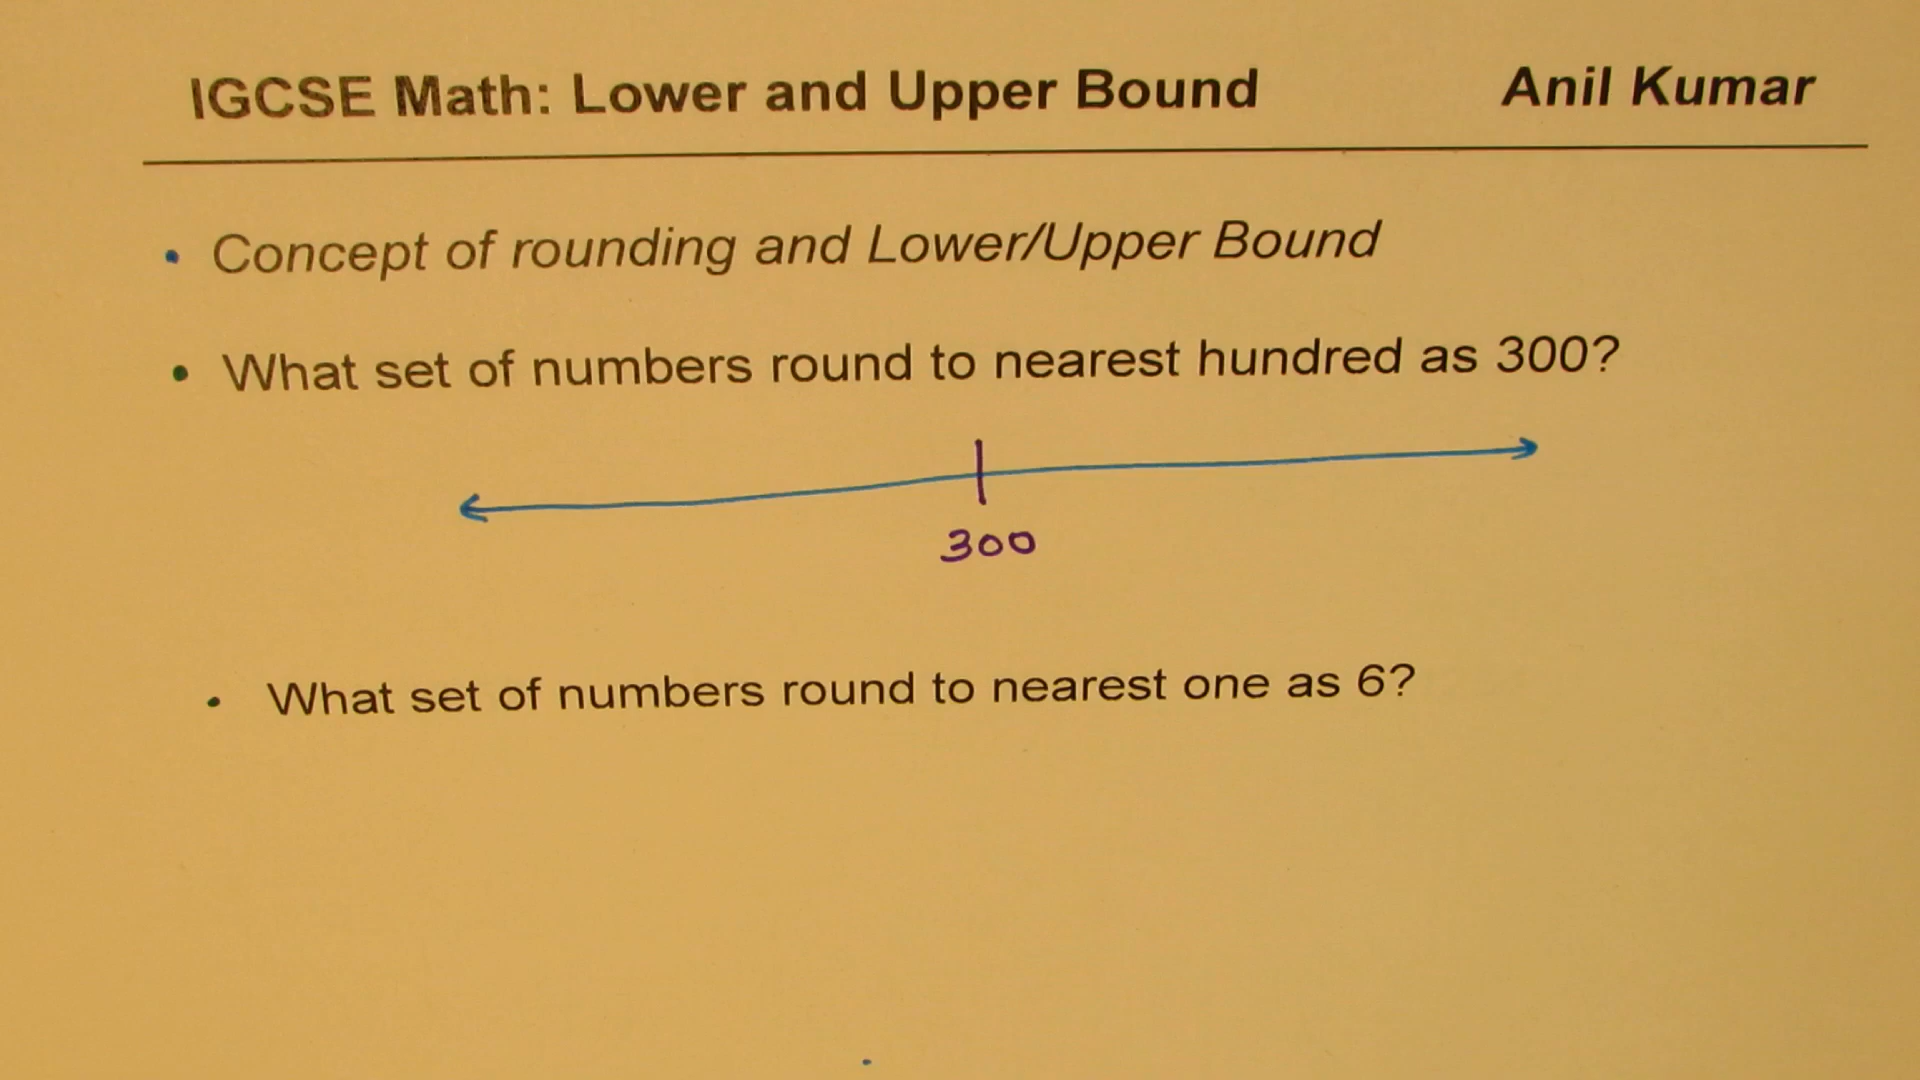 IGCSE Math: Lower and Upper Bound Anil Kumar
• Concept of rounding and Lower/Upper Bound
• What set of numbers round to nearest hundred as 300?
300
• What set of numbers round to nearest one as 6?